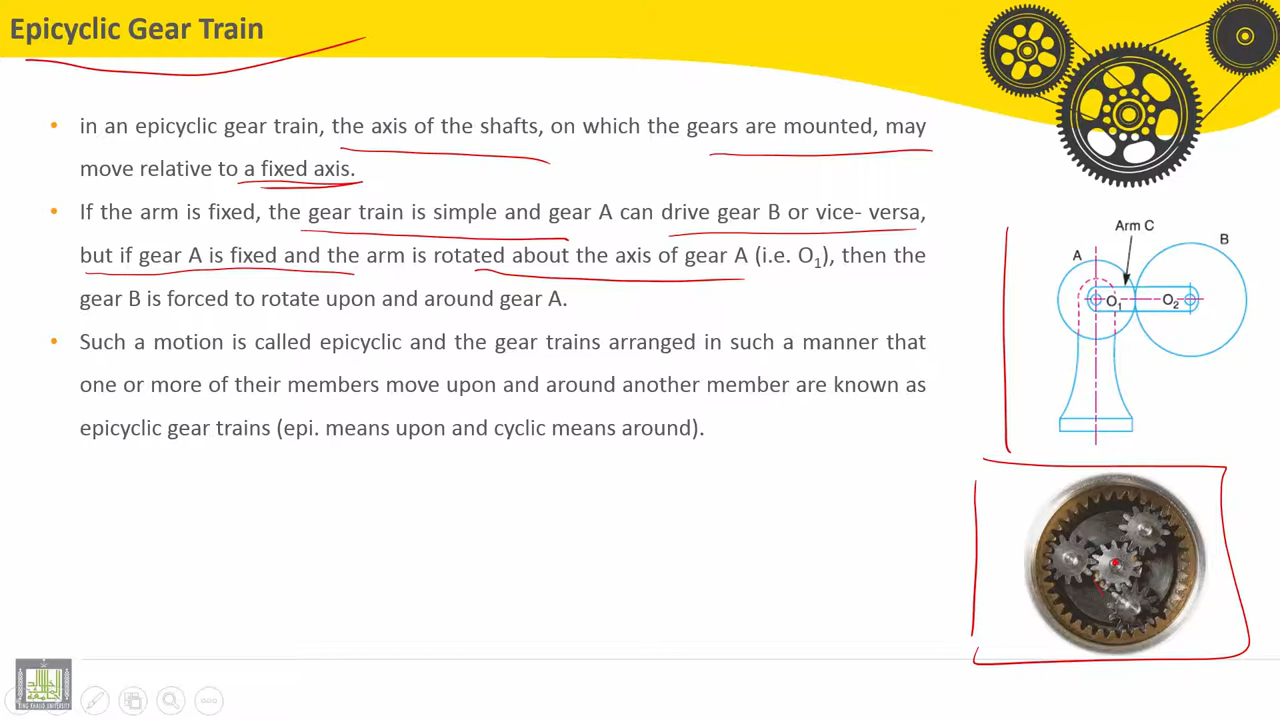 Epicyclic Gear Train
• in an epicyclic gear train, the axis of the shafts, on which the gears are mounted, may
move relative to a fixed axis.
• If the arm is fixed, the gear train is simple and gear A can drive gear B or vice- versa,
but if gear A is fixed and the arm is rotated about the axis of gear A (i.e. O1), then the
gear B is forced to rotate upon and around gear A.
• Such a motion is called epicyclic and the gear trains arranged in such a manner that
one or more of their members move upon and around another member are known as
epicyclic gear trains (epi. means upon and cyclic means around).
Arm C
A
B
O1
O2
KING KHALID UNIVERSITY